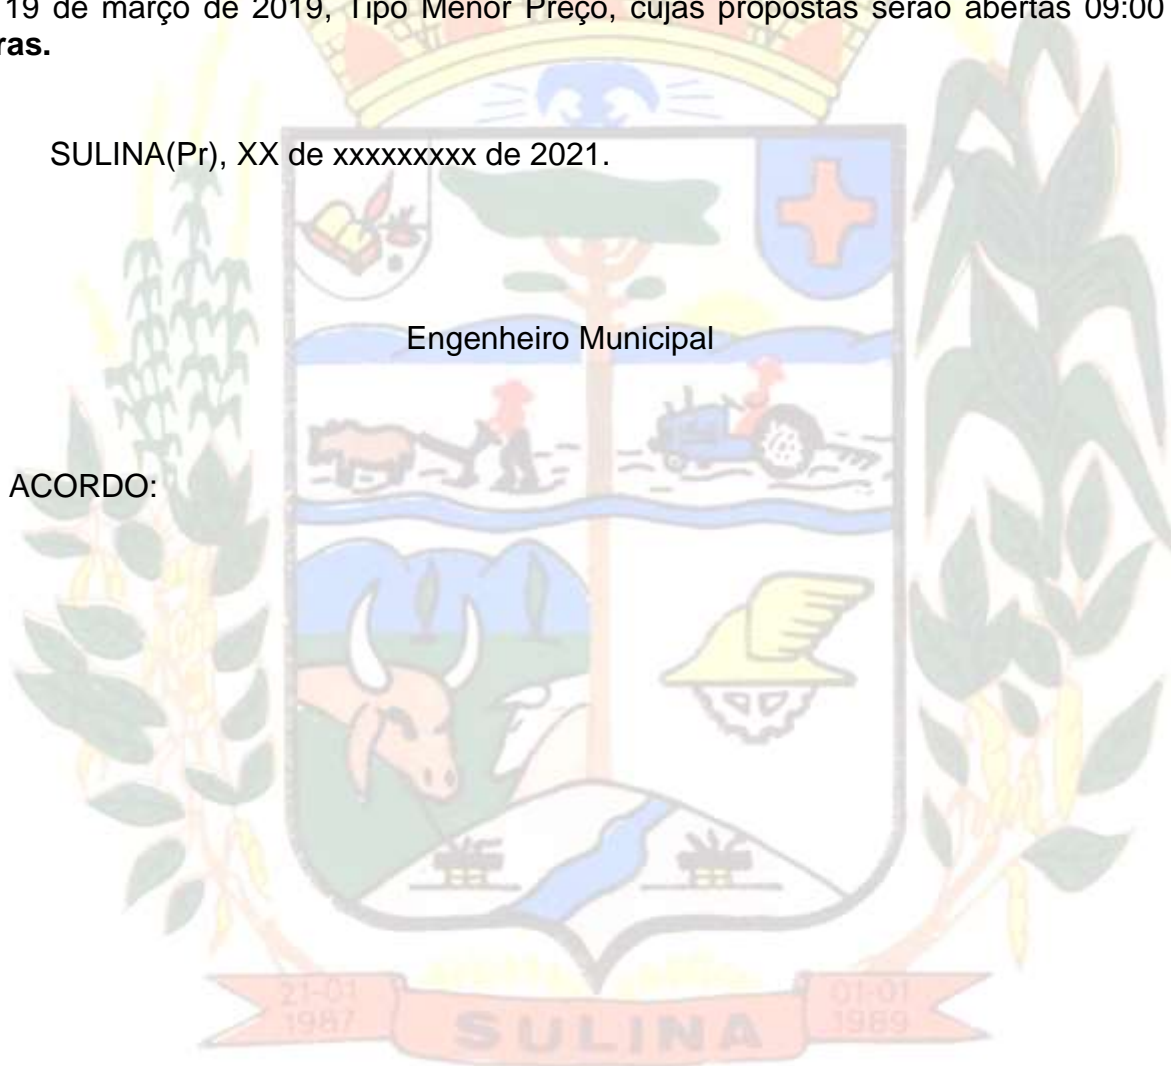 19 de março de 2019, Tipo Menor Preço, cujas propostas serão abertas 09:00
ras.
SULINA(Pr), XX de xxxxxxxxx de 2021.
Engenheiro Municipal
ACORDO:
21-01
1987
SULINA
01-01
1989